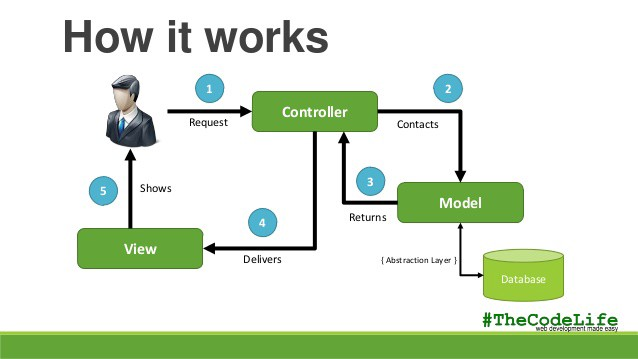 How it works
1
2
Request
Controller
Contacts
3
5
Shows
Returns
Model
4
View
Delivers
{ Abstraction Layer }
Database
#TheCodeLife
web development made easy